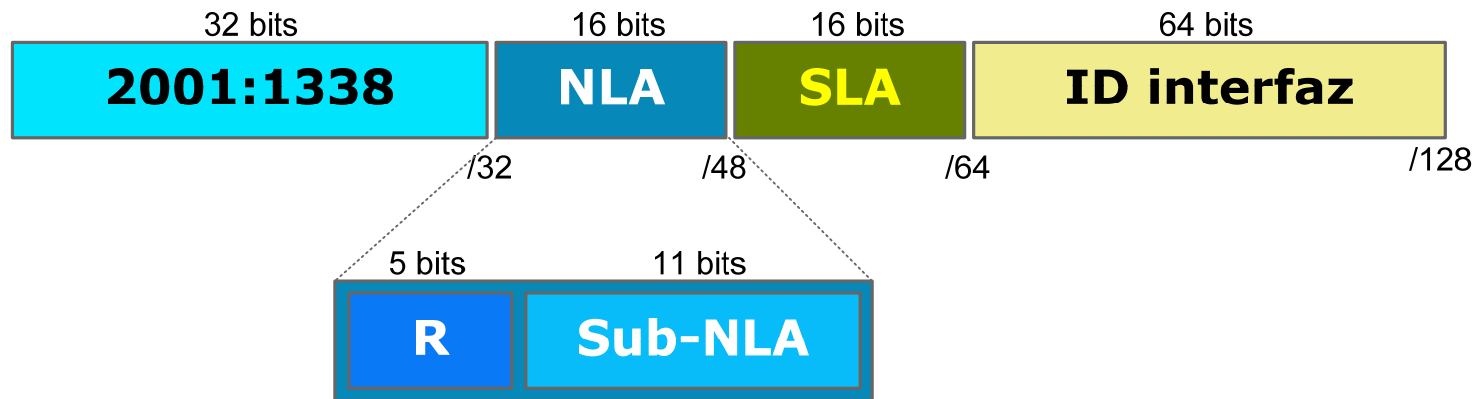 32 bits 16 bits 16 bits 64 bits
2001:1338 NLA SLA ID interfaz
/32 /48 /64 /128
5 bits 11 bits
R Sub-NLA